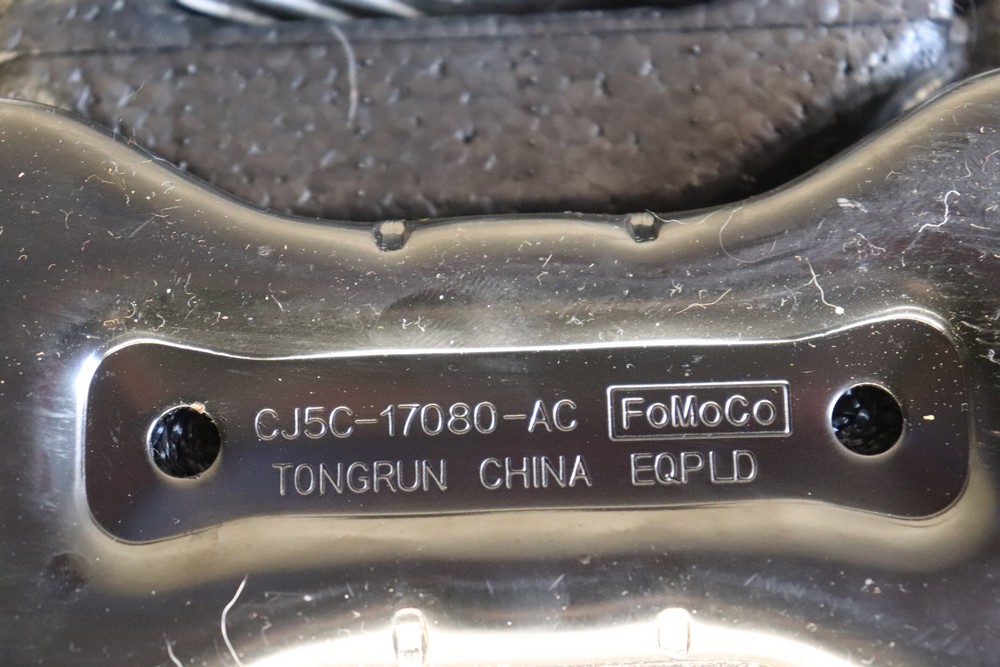 CJ5C-17080-AC FoMoCo
TONGRUN CHINA EQPLD